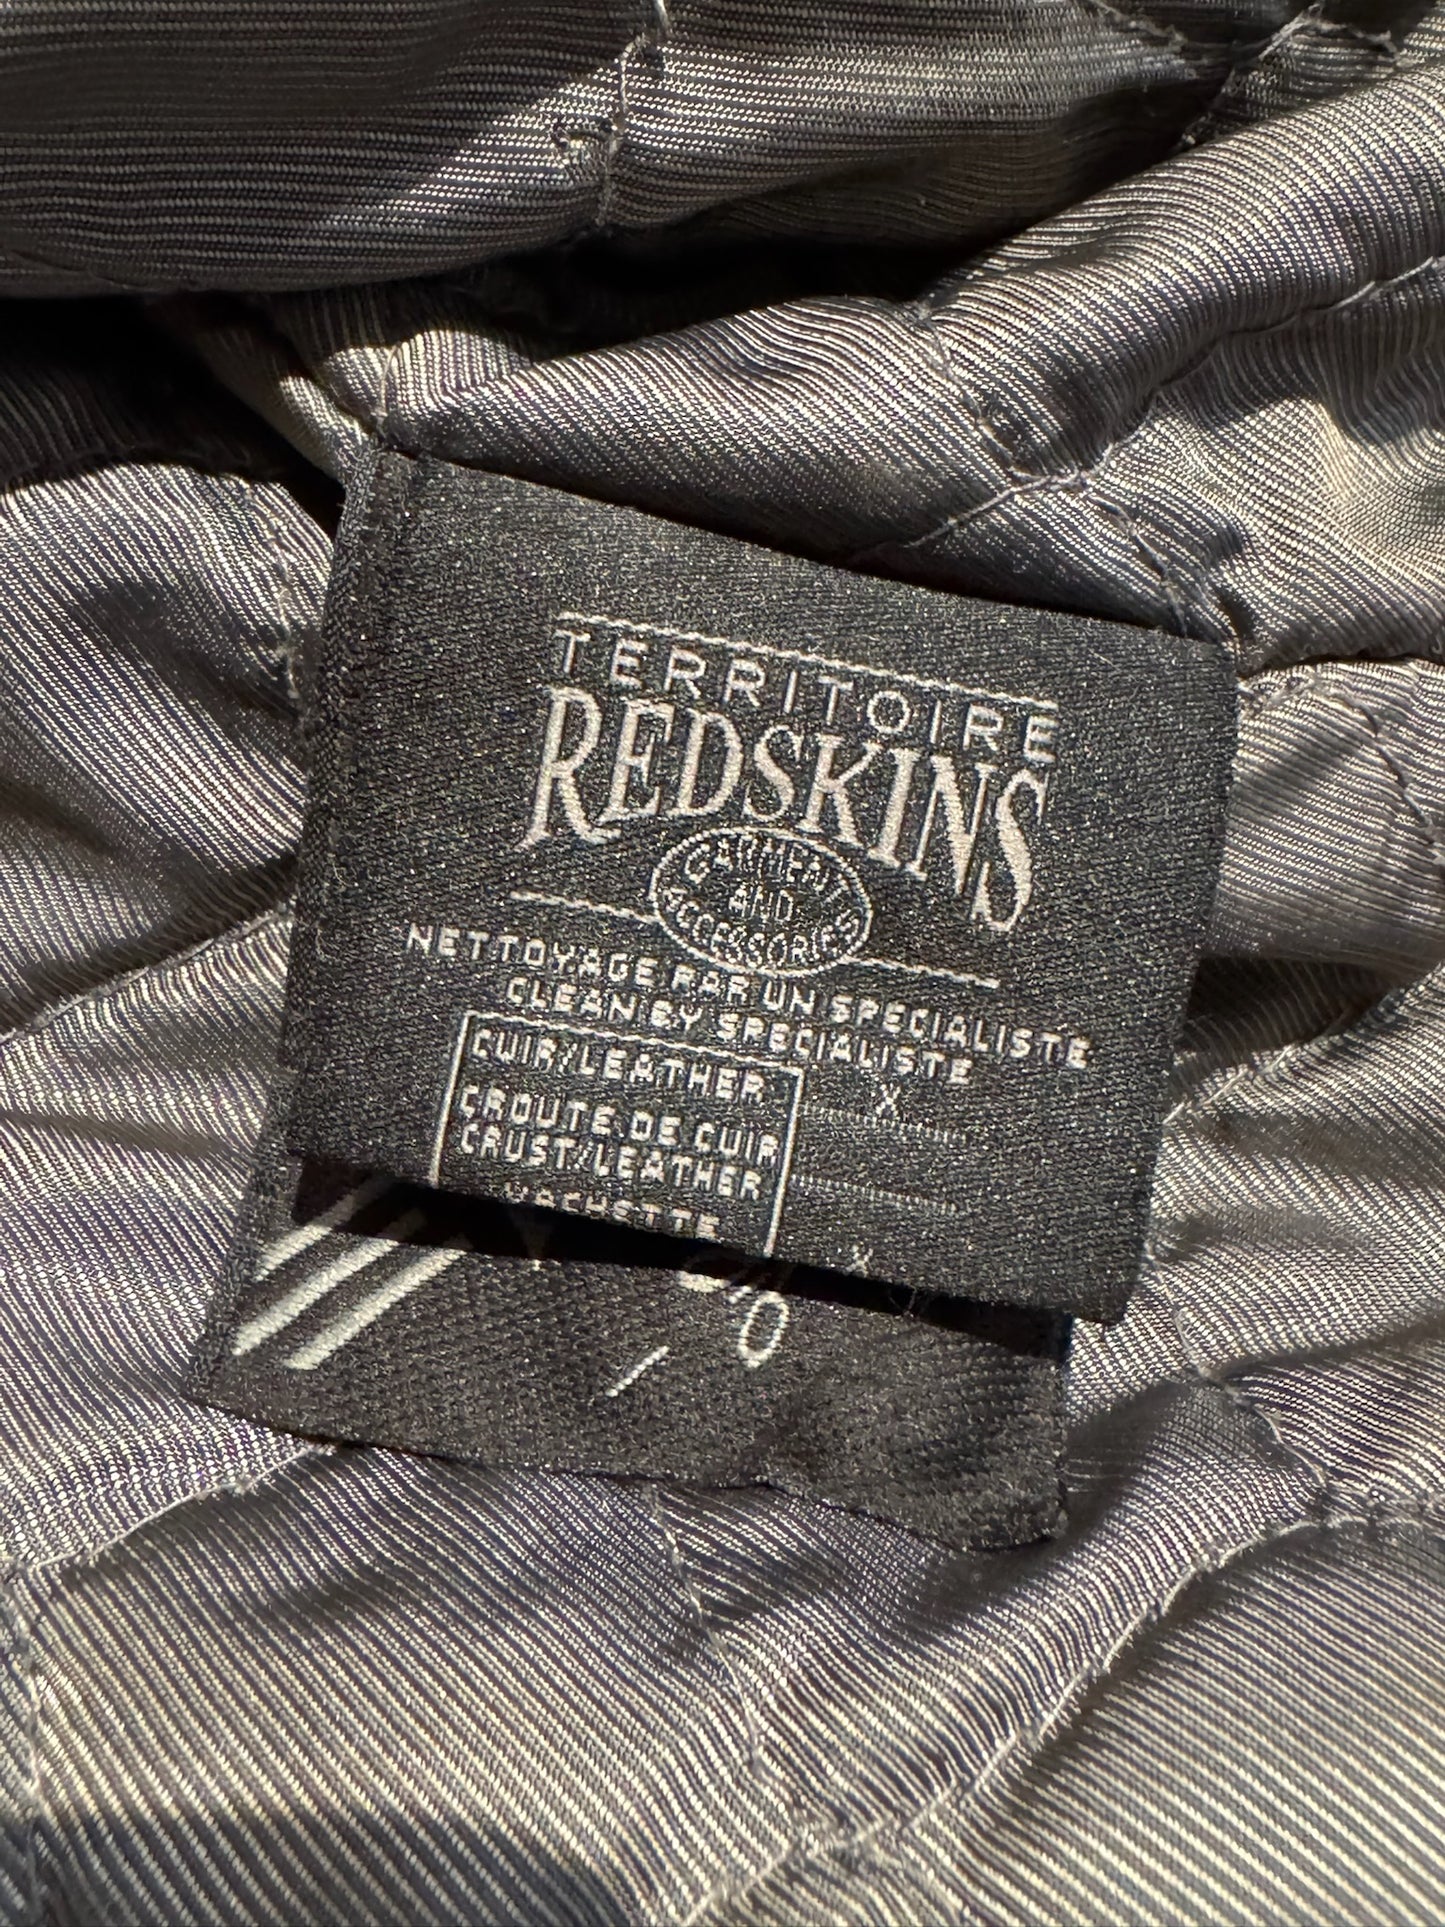 TERRITOIRE
REDSKINS
GARMENTS
AND
ACCESSORIES
NETTOYAGE PAR UN SPECIALISTE
CLEAN BY SPECIALISTE
CUIR/LEATHER X
CROUTE DE CUIR
CRUST/LEATHER
VACHETTE X